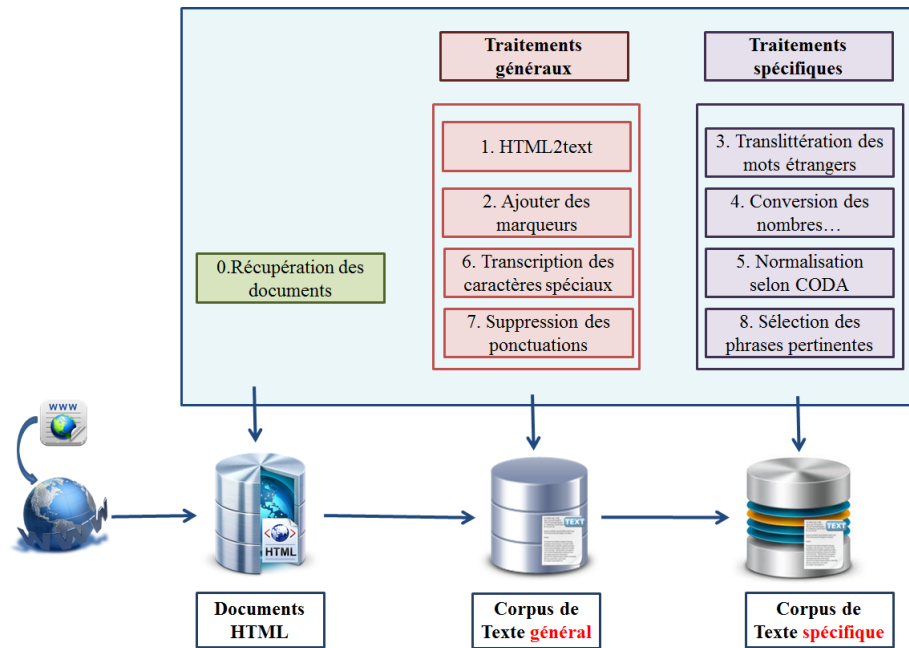 Traitements
généraux
Traitements
spécifiques
1. HTML2text
2. Ajouter des
marqueurs
6. Transcription des
caractères spéciaux
7. Suppression des
ponctuations
3. Translittération des
mots étrangers
4. Conversion des
nombres…
5. Normalisation
selon CODA
8. Sélection des
phrases pertinentes
0.Récupération des
documents
WWW
HTML
TEXT
TEXT
Documents
HTML
Corpus de
Texte général
Corpus de
Texte spécifique